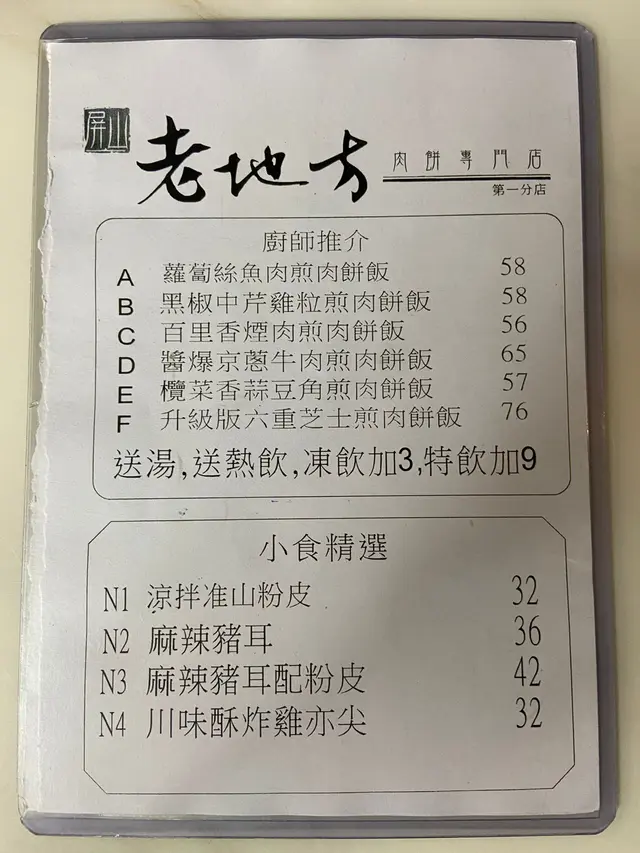 屏山
老地方 肉餅專門店
第一分店
廚師推介
A 蘿蔔絲魚肉煎肉餅飯 58
B 黑椒中芹雞粒煎肉餅飯 58
C 百里香煙肉煎肉餅飯 56
D 醬爆京蔥牛肉煎肉餅飯 65
E 欖菜香蒜豆角煎肉餅飯 57
F 升級版六重芝士煎肉餅飯 76
送湯,送熱飲,凍飲加3,特飲加9
小食精選
N1 涼拌准山粉皮 32
N2 麻辣豬耳 36
N3 麻辣豬耳配粉皮 42
N4 川味酥炸雞亦尖 32